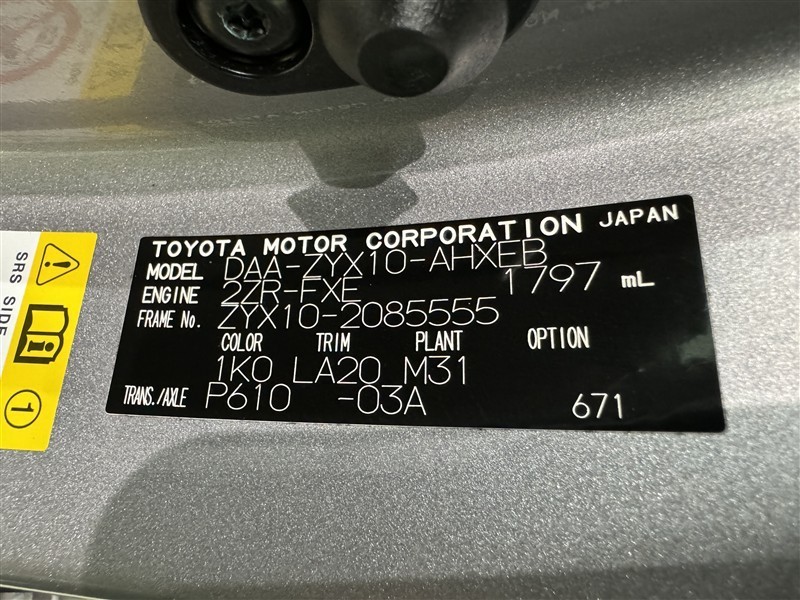 TOYOTA MOTOR CORPORATION JAPAN
MODEL DAA-ZYX10-AHXEB
ENGINE 2ZR-FXE 1797 mL
FRAME No. ZYX10-2085555
COLOR TRIM PLANT OPTION
1K0 LA20 M31
TRANS./AXLE P610 -03A 671
SRS SIDE
1